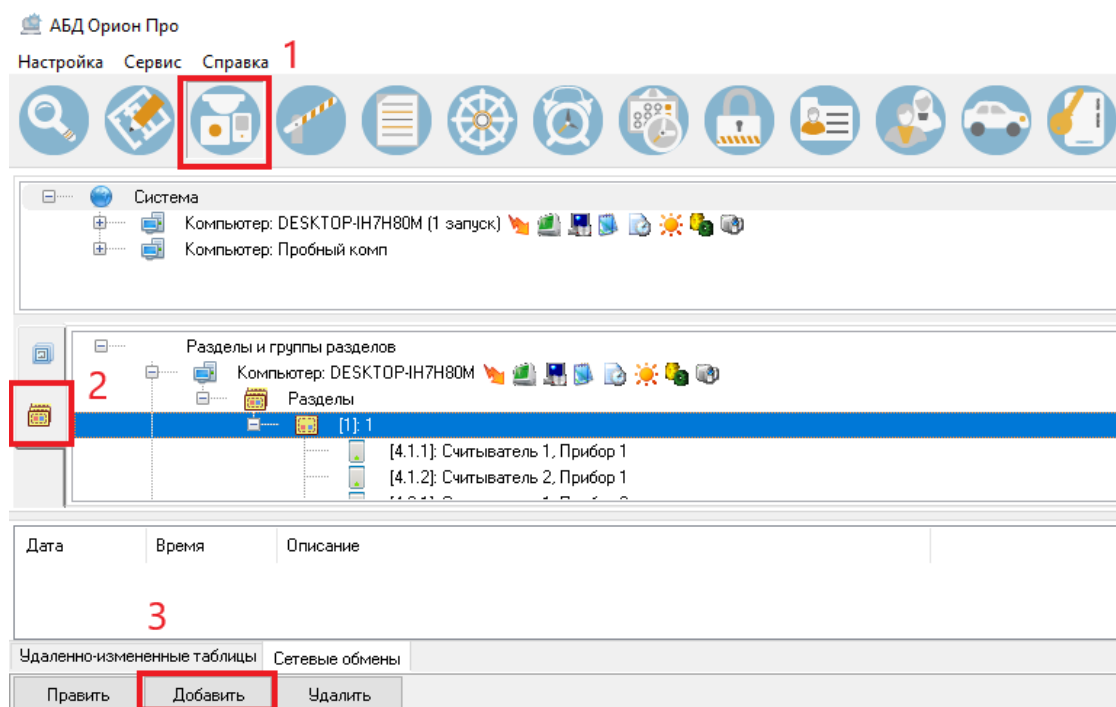 АБД Орион Про
Настройка Сервис Справка 1
Система
Компьютер: DESKTOP-IH7H80M (1 запуск)
Компьютер: Пробный комп
Разделы и группы разделов
2 Компьютер: DESKTOP-IH7H80M
Разделы
[1]: 1
[4.1.1]: Считыватель 1, Прибор 1
[4.1.2]: Считыватель 2, Прибор 1
Дата Время Описание
3
Удаленно-измененные таблицы Сетевые обмены
Править Добавить Удалить